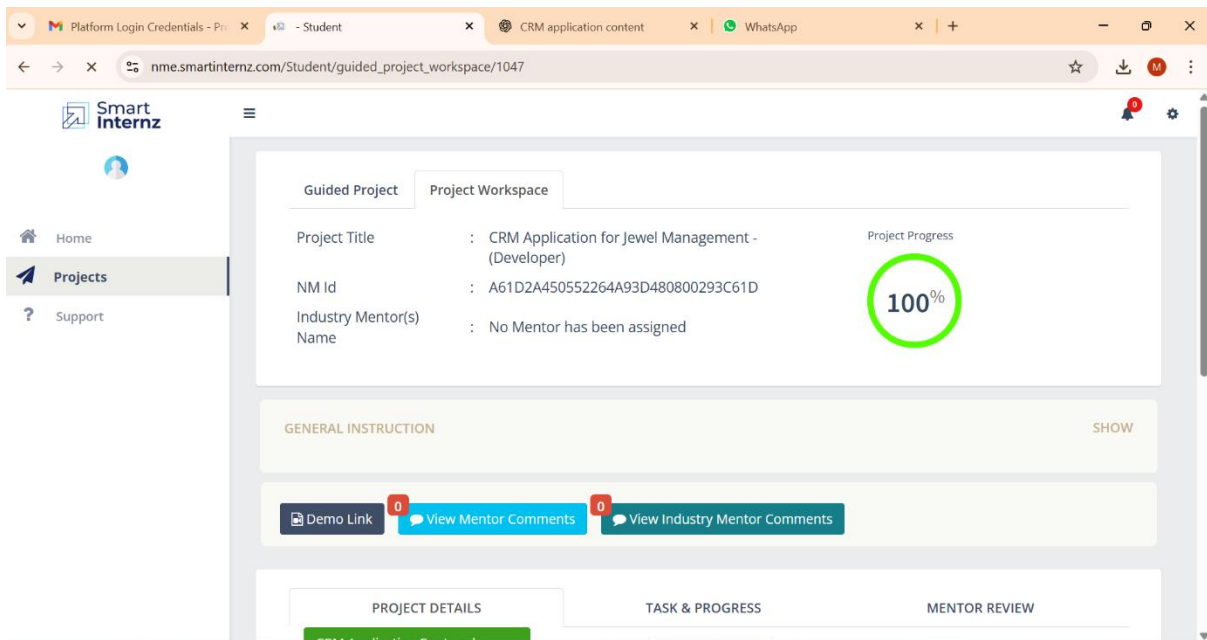 Platform Login Credentials - Pr
- Student
CRM application content
WhatsApp
nme.smartinternz.com/Student/guided_project_workspace/1047
M
Smart
Internz
0
Home
Projects
Support
Guided Project
Project Workspace
Project Title : CRM Application for Jewel Management -
(Developer)
NM Id : A61D2A450552264A93D480800293C61D
Industry Mentor(s)
Name : No Mentor has been assigned
Project Progress
100%
GENERAL INSTRUCTION
SHOW
Demo Link
0
View Mentor Comments
0
View Industry Mentor Comments
PROJECT DETAILS
TASK & PROGRESS
MENTOR REVIEW